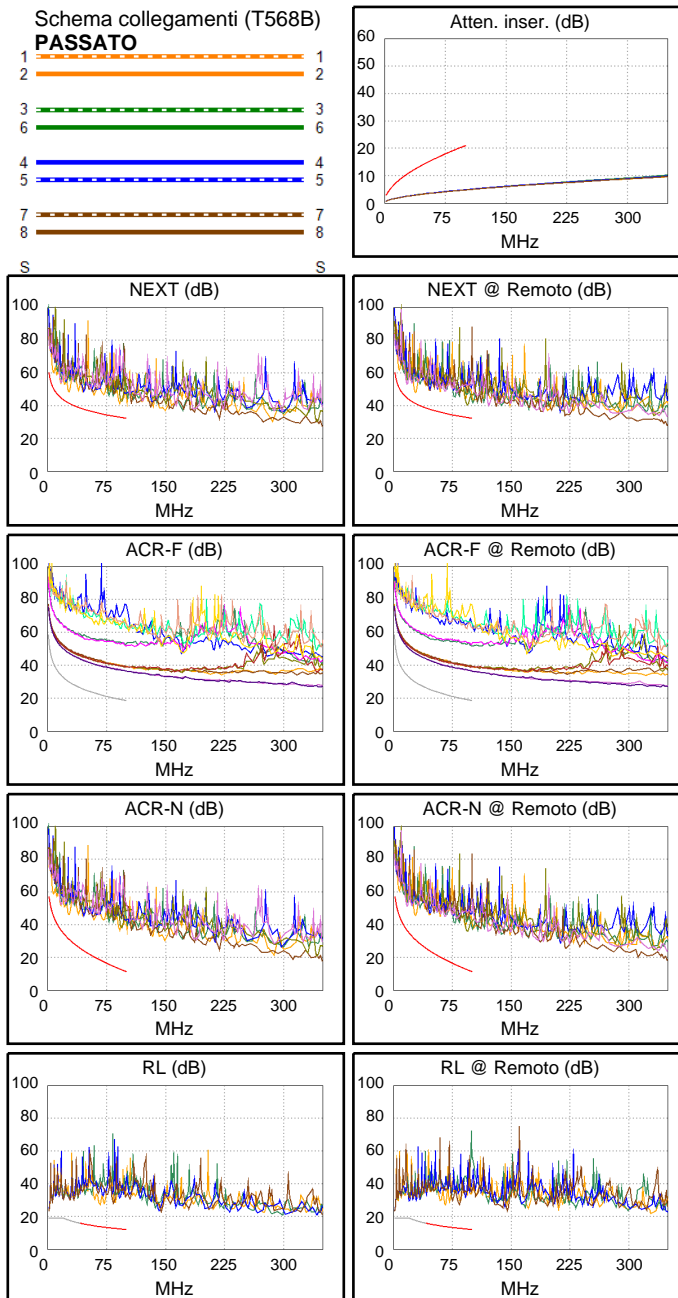 Schema collegamenti (T568B)
PASSATO
1 1
2 2
3 3
6 6
4 4
5 5
7 7
8 8
S S
Atten. inser. (dB)
60
50
40
30
20
10
0
0 75 150 225 300
MHz
NEXT (dB)
100
80
60
40
20
0
0 75 150 225 300
MHz
NEXT @ Remoto (dB)
100
80
60
40
20
0
0 75 150 225 300
MHz
ACR-F (dB)
100
80
60
40
20
0
0 75 150 225 300
MHz
ACR-F @ Remoto (dB)
100
80
60
40
20
0
0 75 150 225 300
MHz
ACR-N (dB)
100
80
60
40
20
0
0 75 150 225 300
MHz
ACR-N @ Remoto (dB)
100
80
60
40
20
0
0 75 150 225 300
MHz
RL (dB)
100
80
60
40
20
0
0 75 150 225 300
MHz
RL @ Remoto (dB)
100
80
60
40
20
0
0 75 150 225 300
MHz